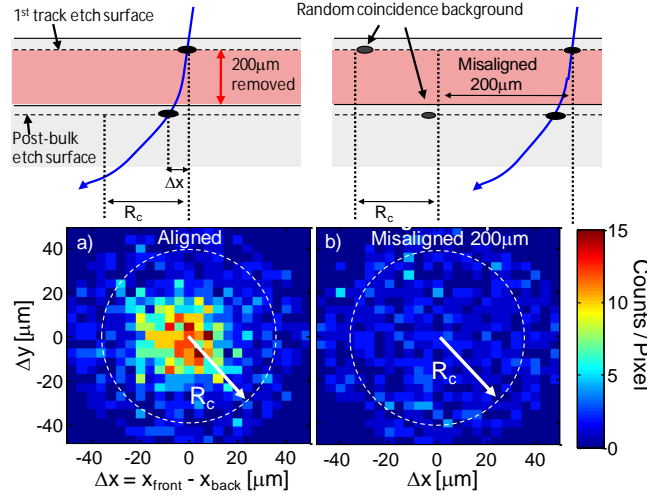 1st track etch surface
Random coincidence background
200μm
removed
Misaligned
200μm
Post-bulk
etch surface
Δx
Rc
Rc
a)
Aligned
b)
Misaligned 200μm
Rc
Rc
Δy [μm]
40
20
0
-20
-40
-40
-20
0
20
40
-40
-20
0
20
40
Δx = xfront - xback [μm]
Δx [μm]
15
10
5
0
Counts / Pixel